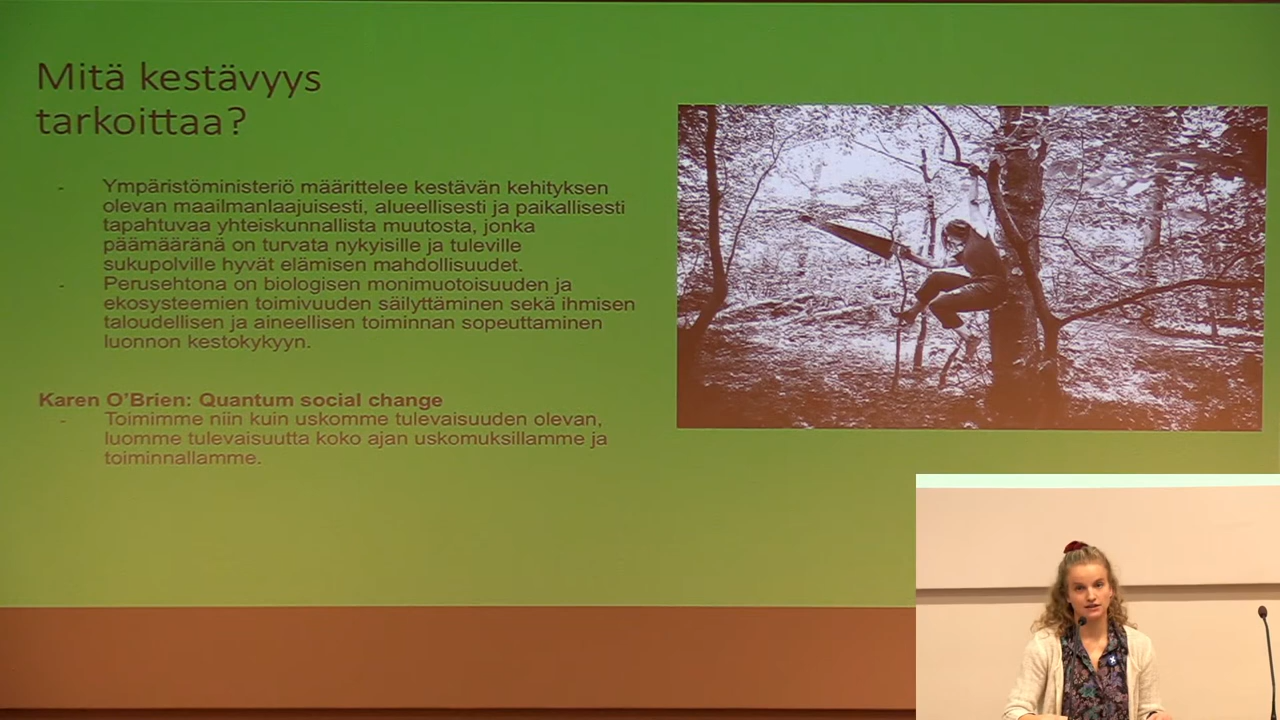 Mitä kestävyys
tarkoittaa?
- Ympäristöministeriö määrittelee kestävän kehityksen
olevan maailmanlaajuisesti, alueellisesti ja paikallisesti
tapahtuvaa yhteiskunnallista muutosta, jonka
päämääränä on turvata nykyisille ja tuleville
sukupolville hyvät elämisen mahdollisuudet.
- Perusehtona on biologisen monimuotoisuuden ja
ekosysteemien toimivuuden säilyttäminen sekä ihmisen
taloudellisen ja aineellisen toiminnan sopeuttaminen
luonnon kestokykyyn.
Karen O'Brien: Quantum social change
- Toimimme niin kuin uskomme tulevaisuuden olevan,
luomme tulevaisuutta koko ajan uskomuksillamme ja
toiminnallamme.